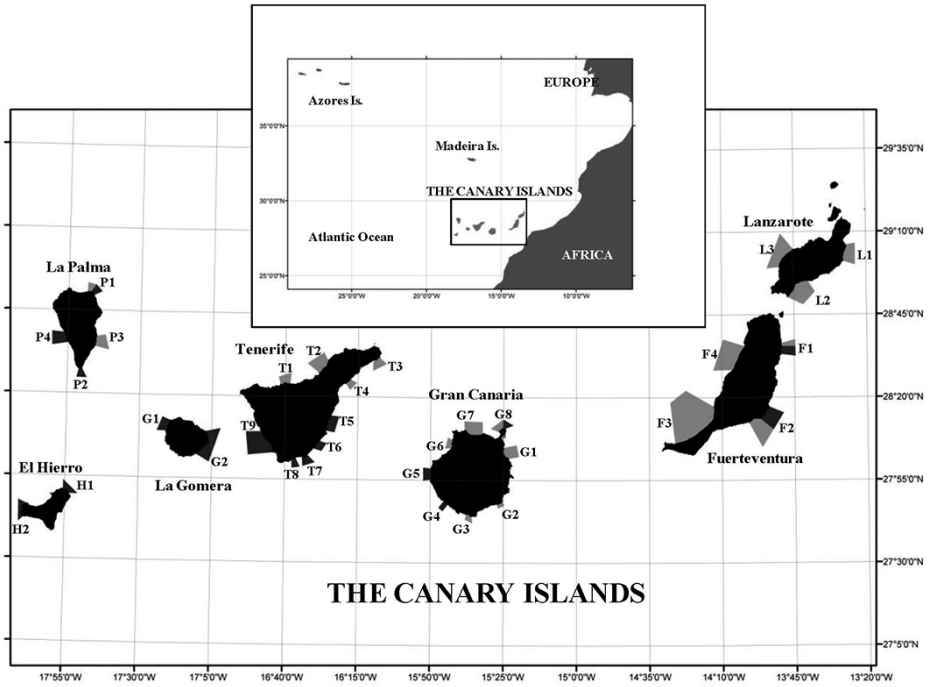 EUROPE
Azores Is.
35°0'0"N
Madeira Is.
30°0'0"N
THE CANARY ISLANDS
Atlantic Ocean
AFRICA
25°0'0"N
25°0'0"W
20°0'0"W
15°0'0"W
10°0'0"W
29°35'0"N
29°10'0"N
28°45'0"N
28°20'0"N
27°55'0"N
27°30'0"N
27°5'0"N
Lanzarote
L3
L1
L2
La Palma
P1
P4
P3
P2
F1
F4
F3
F2
Fuerteventura
Tenerife
T2
T1
T3
T4
T9
T5
T6
T7
T8
Gran Canaria
G7
G8
G6
G1
G5
G4
G3
G2
G1
G2
La Gomera
El Hierro
H1
H2
THE CANARY ISLANDS
17°55'0"W
17°30'0"W
17°5'0"W
16°40'0"W
16°15'0"W
15°50'0"W
15°25'0"W
15°0'0"W
14°35'0"W
14°10'0"W
13°45'0"W
13°20'0"W